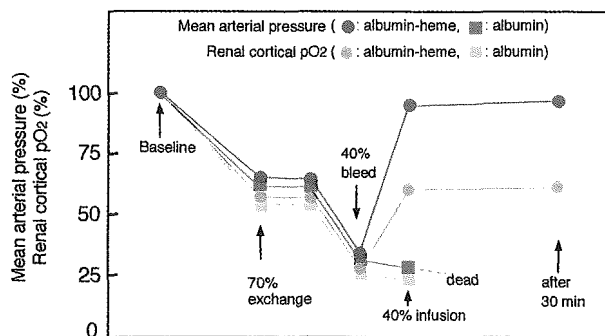 Mean arterial pressure ( ●: albumin-heme, ■: albumin)
Renal cortical pO2 ( ●: albumin-heme, ■: albumin)
Mean arterial pressure (%)
Renal cortical pO2 (%)
100
75
50
25
0
Baseline
70%
exchange
40%
bleed
40% infusion
dead
after
30 min